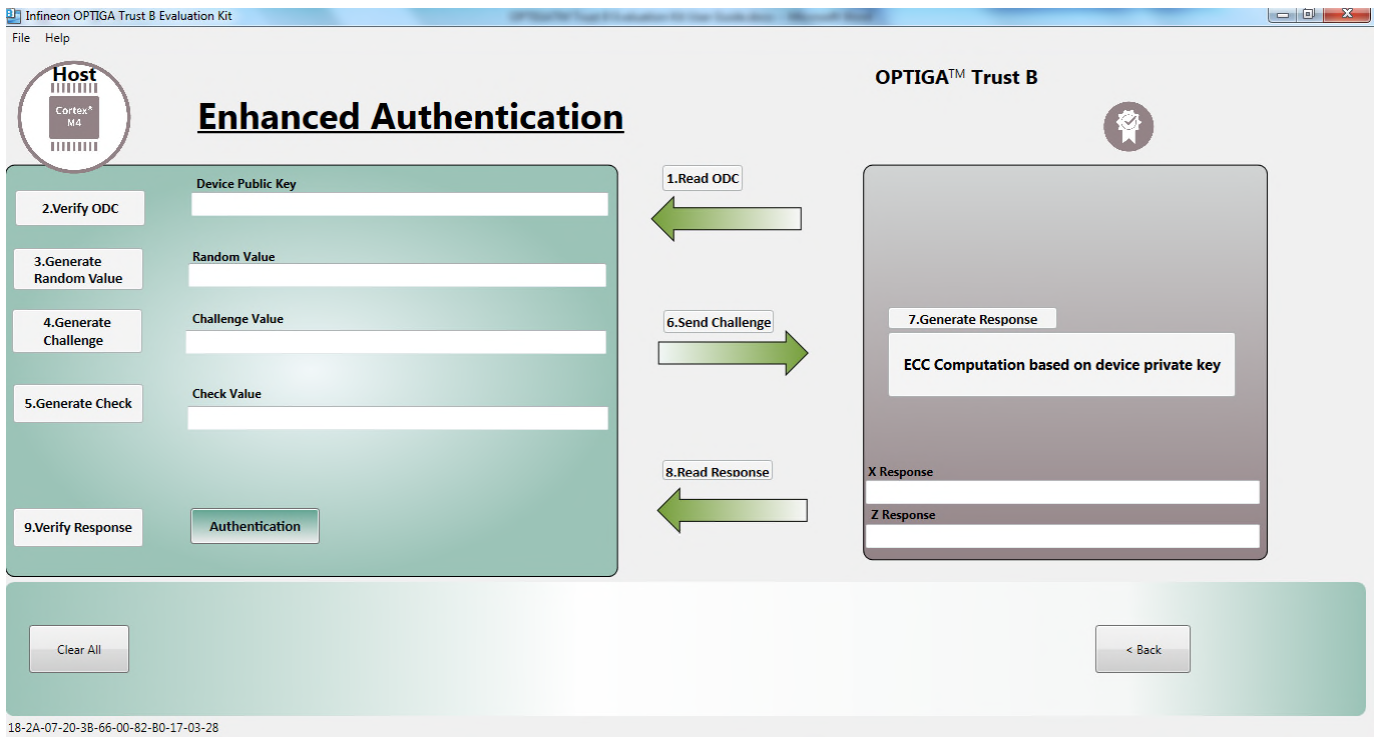 Infineon OPTIGA Trust B Evaluation Kit
File Help
Host
Cortex*
M4
Enhanced Authentication
OPTIGA™ Trust B
2.Verify ODC
Device Public Key
1.Read ODC
3.Generate
Random Value
Random Value
4.Generate
Challenge
Challenge Value
6.Send Challenge
7.Generate Response
ECC Computation based on device private key
5.Generate Check
Check Value
8.Read Response
X Response
Z Response
9.Verify Response
Authentication
Clear All
< Back
18-2A-07-20-3B-66-00-82-B0-17-03-28